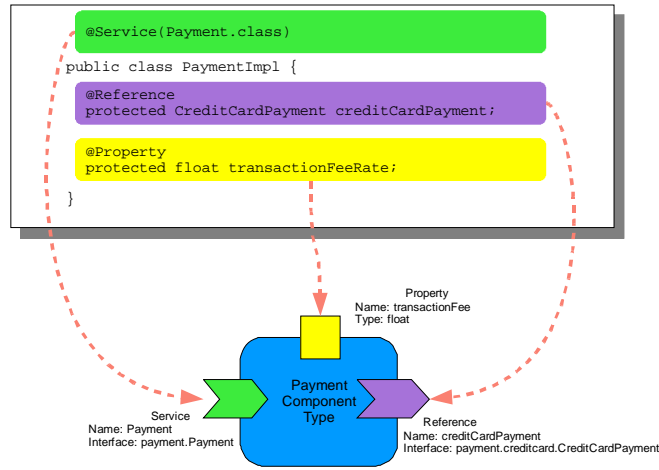 @Service(Payment.class)
public class PaymentImpl {
@Reference
protected CreditCardPayment creditCardPayment;
@Property
protected float transactionFeeRate;
}
Property
Name: transactionFee
Type: float
Payment
Component
Type
Service
Name: Payment
Interface: payment.Payment
Reference
Name: creditCardPayment
Interface: payment.creditcard.CreditCardPayment